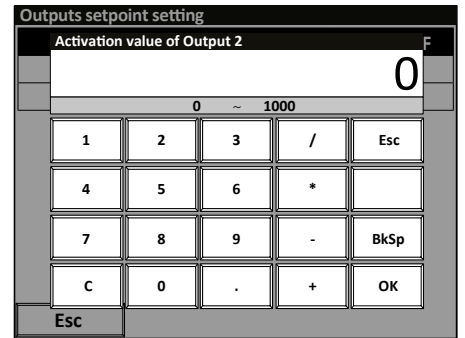 Outputs setpoint setting
Activation value of Output 2
F
0
0 ~ 1000
1 2 3 / Esc
4 5 6 *
7 8 9 - BkSp
C 0 . + OK
Esc